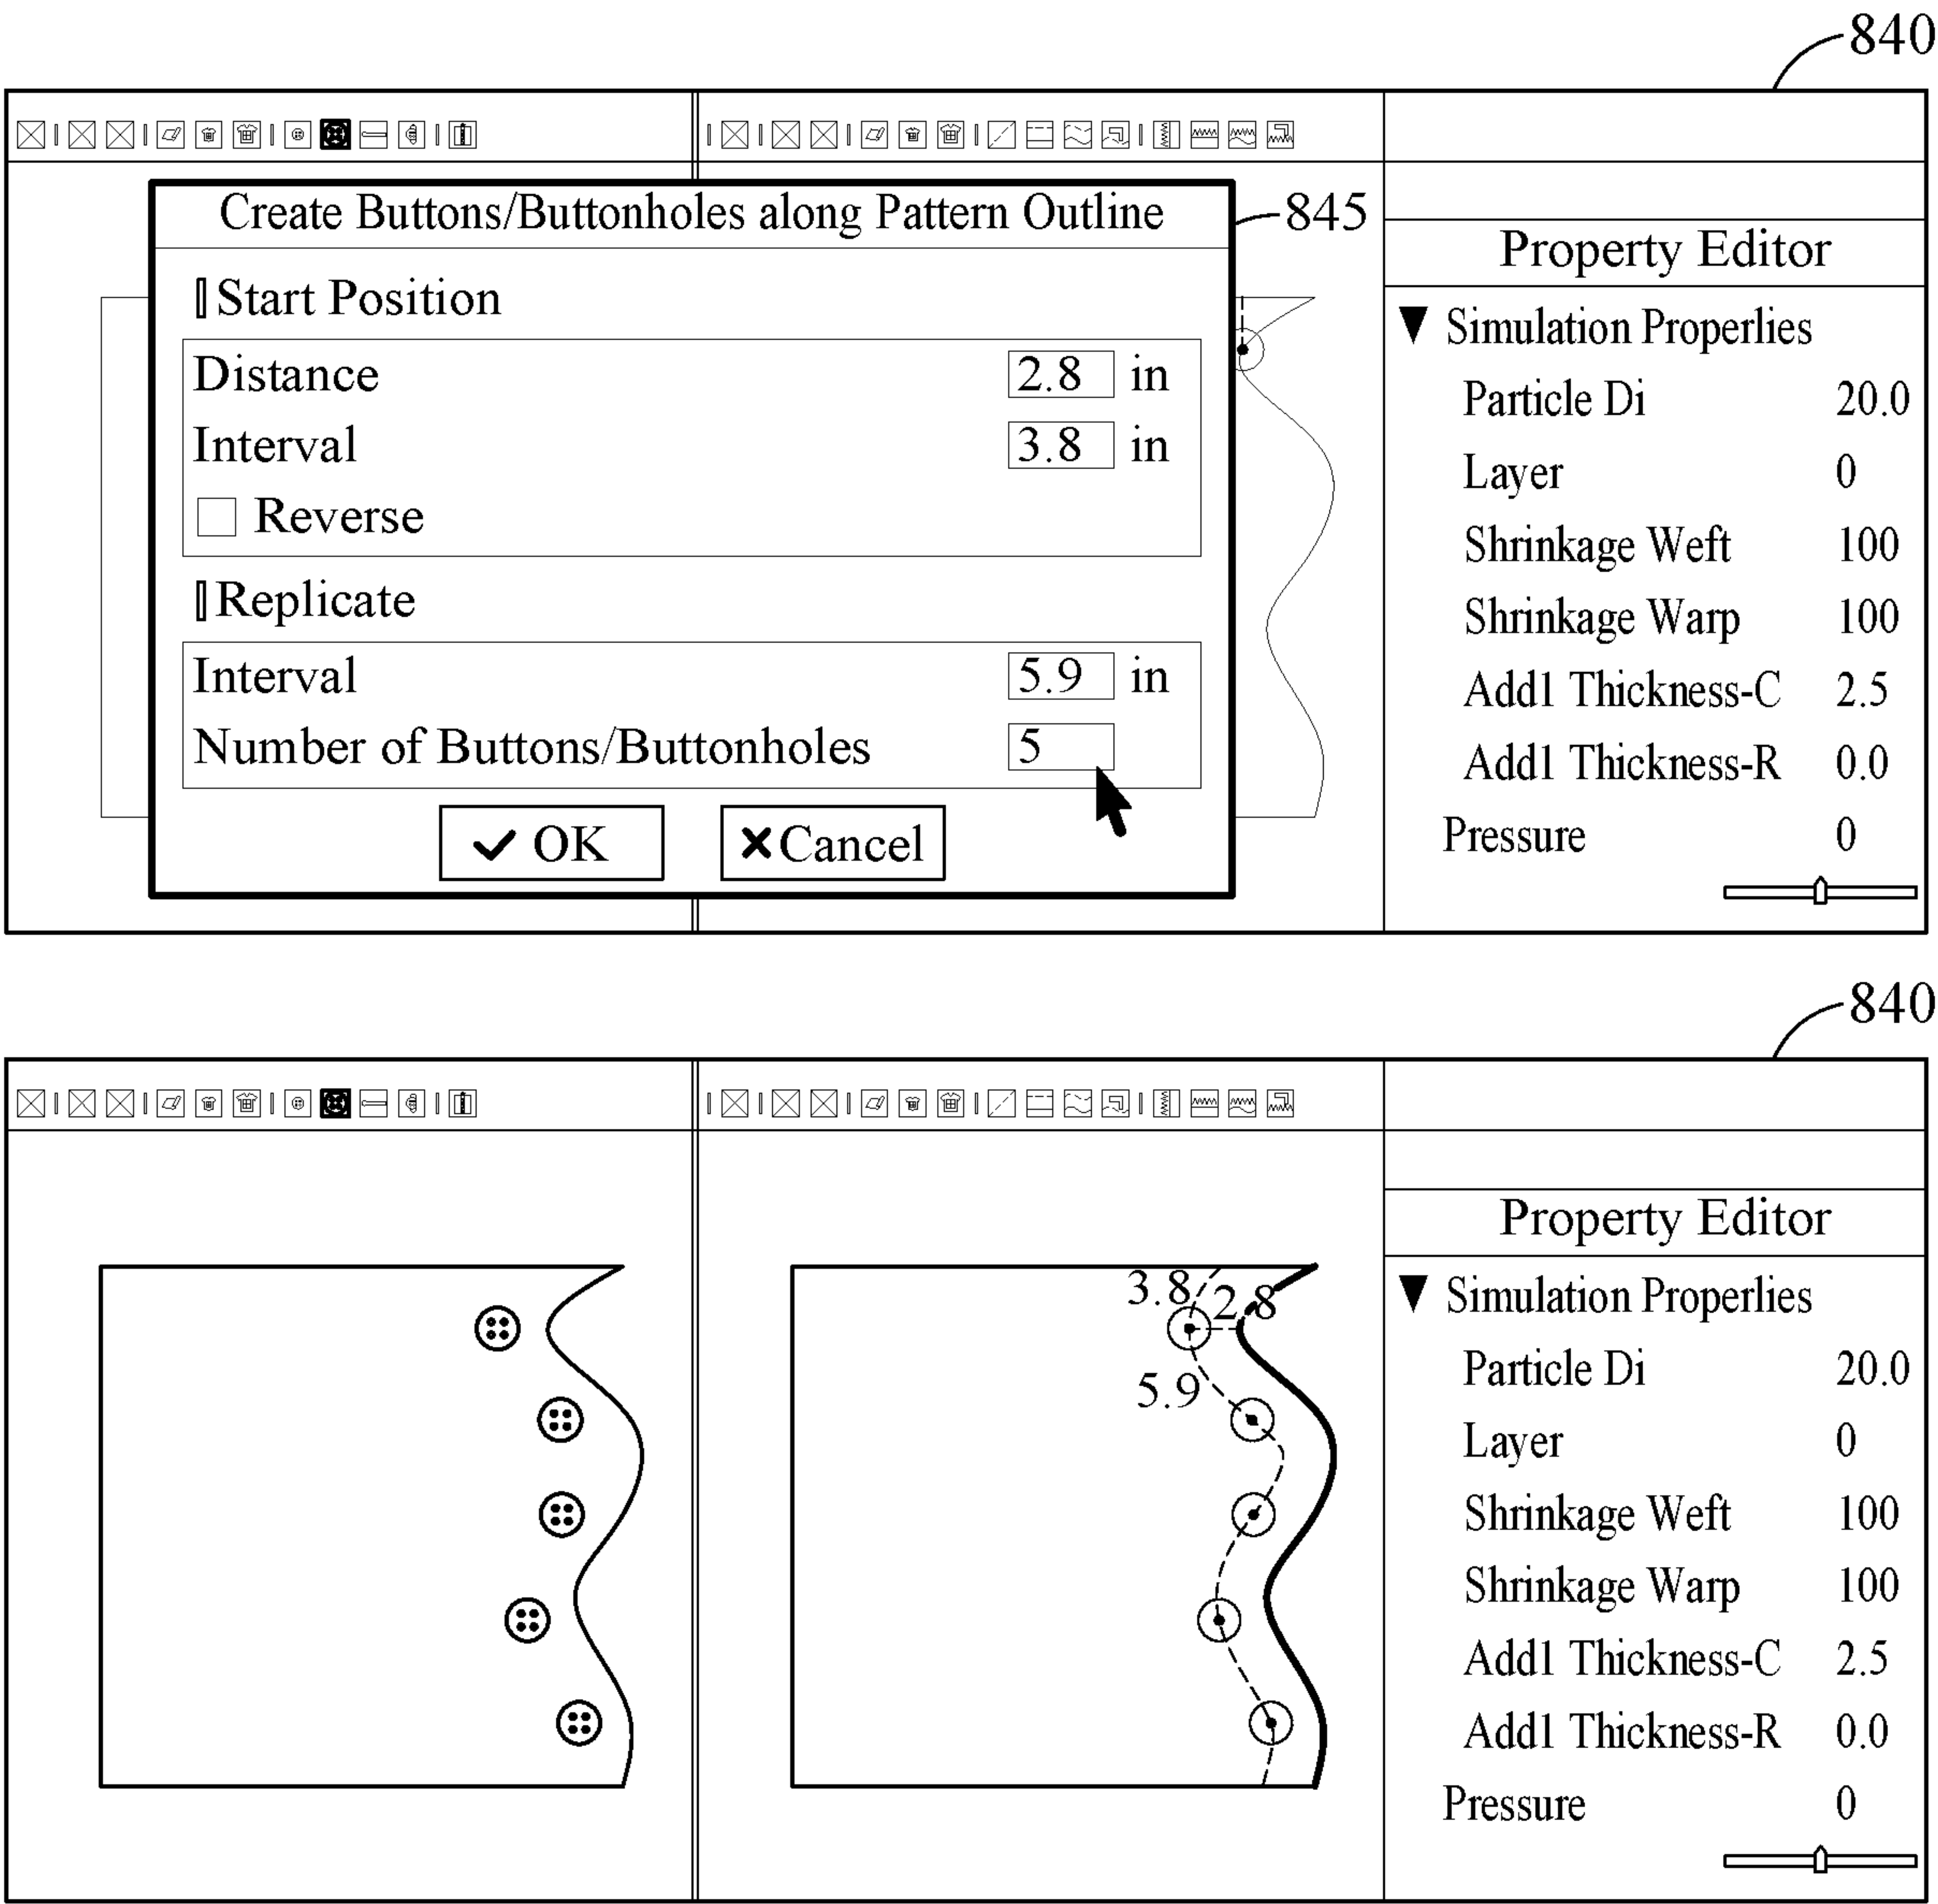 840
Create Buttons/Buttonholes along Pattern Outline
845
Start Position
Distance 2.8 in
Interval 3.8 in
Reverse
Replicate
Interval 5.9 in
Number of Buttons/Buttonholes 5
OK Cancel
Property Editor
▼ Simulation Properlies
Particle Di 20.0
Layer 0
Shrinkage Weft 100
Shrinkage Warp 100
Add1 Thickness-C 2.5
Add1 Thickness-R 0.0
Pressure 0
840
3.8
2.8
5.9
Property Editor
▼ Simulation Properlies
Particle Di 20.0
Layer 0
Shrinkage Weft 100
Shrinkage Warp 100
Add1 Thickness-C 2.5
Add1 Thickness-R 0.0
Pressure 0